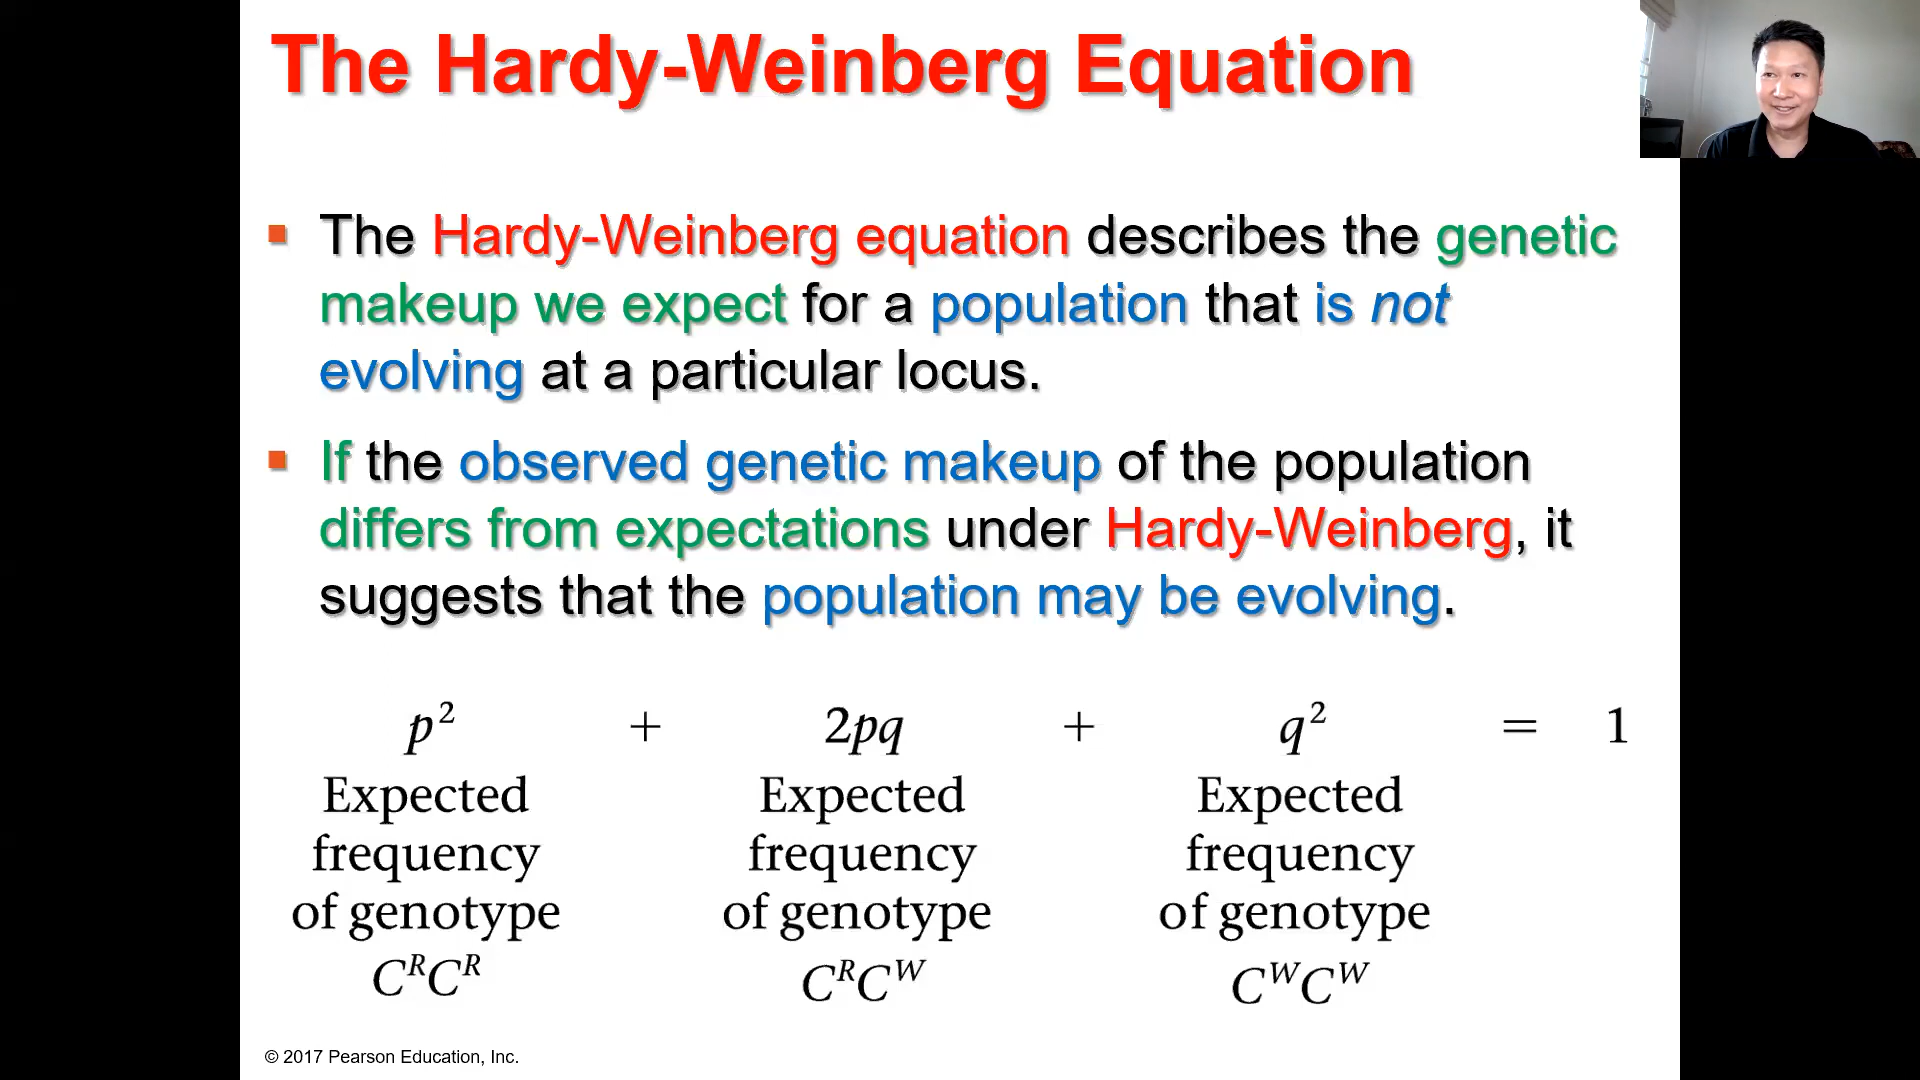 The Hardy-Weinberg Equation
▪ The Hardy-Weinberg equation describes the genetic
makeup we expect for a population that is not
evolving at a particular locus.
▪ If the observed genetic makeup of the population
differs from expectations under Hardy-Weinberg, it
suggests that the population may be evolving.
p² + 2pq + q² = 1
Expected Expected Expected
frequency frequency frequency
of genotype of genotype of genotype
CᴿCᴿ CᴿCᵂ CᵂCᵂ
© 2017 Pearson Education, Inc.